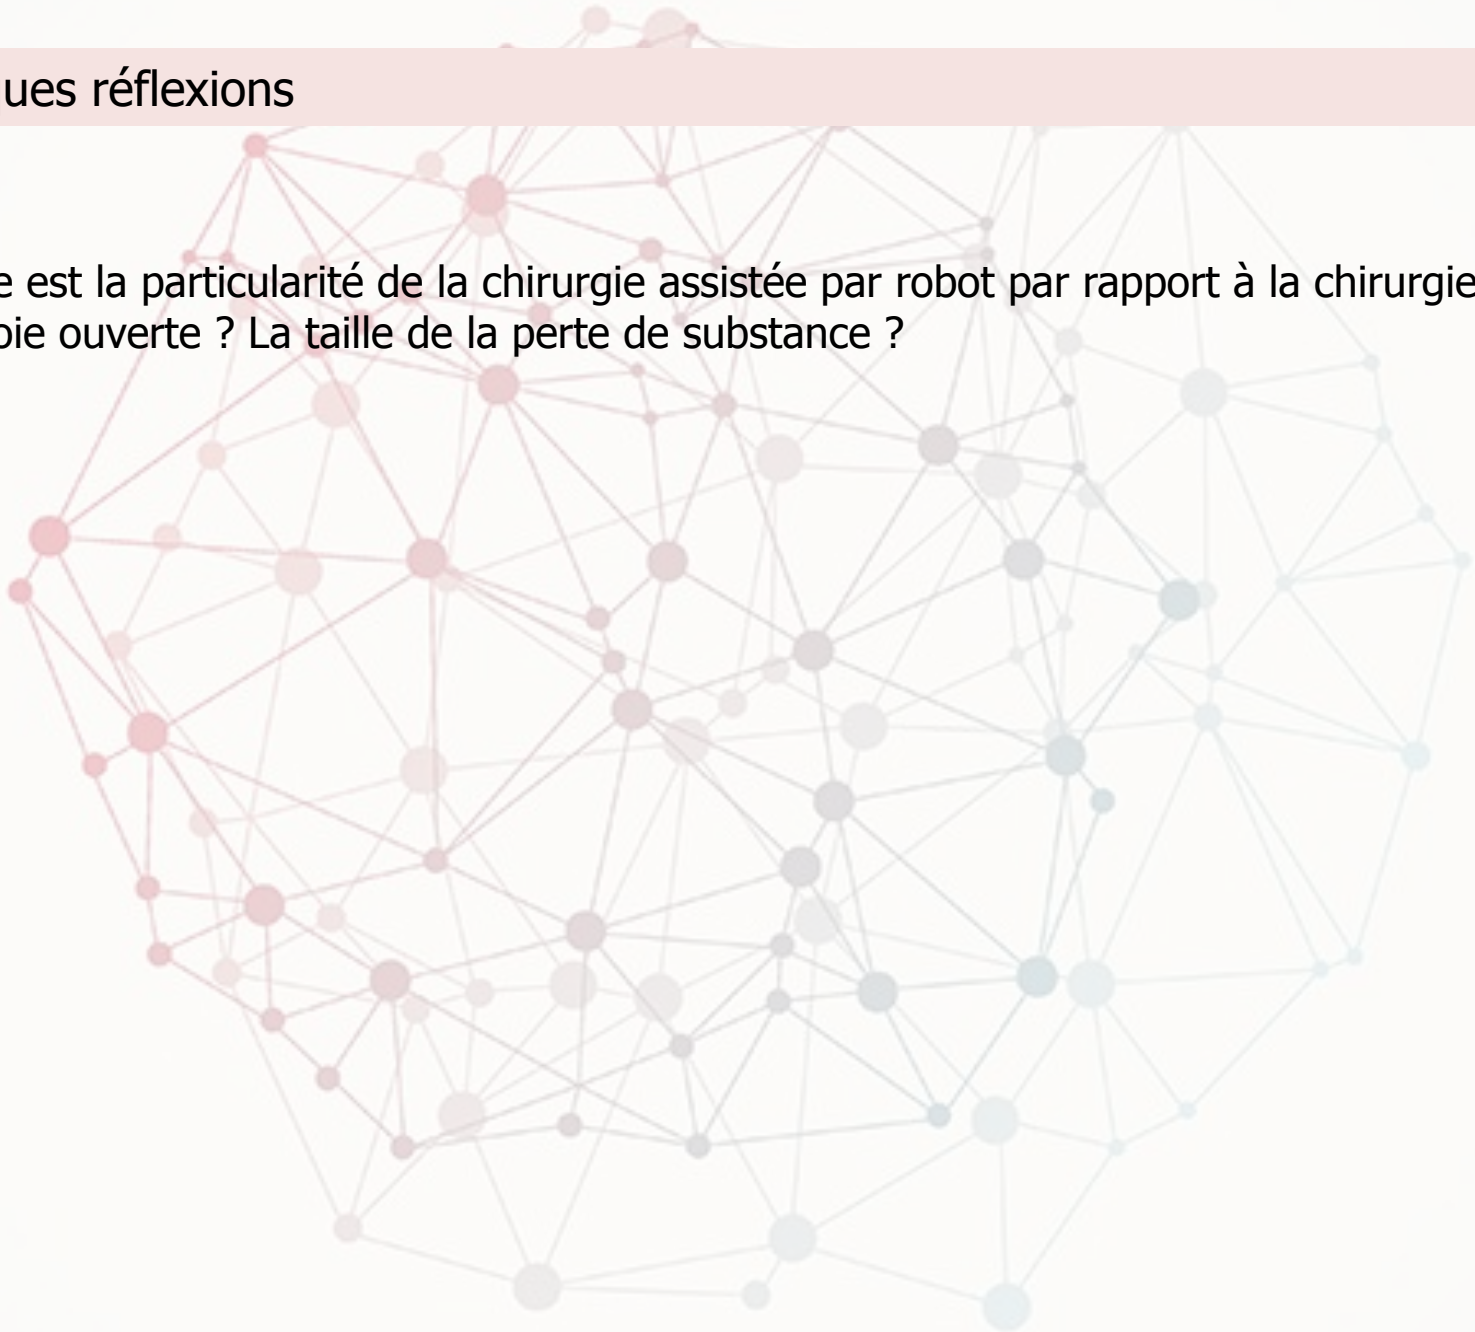 ues réflexions
e est la particularité de la chirurgie assistée par robot par rapport à la chirurgie
oie ouverte ? La taille de la perte de substance ?